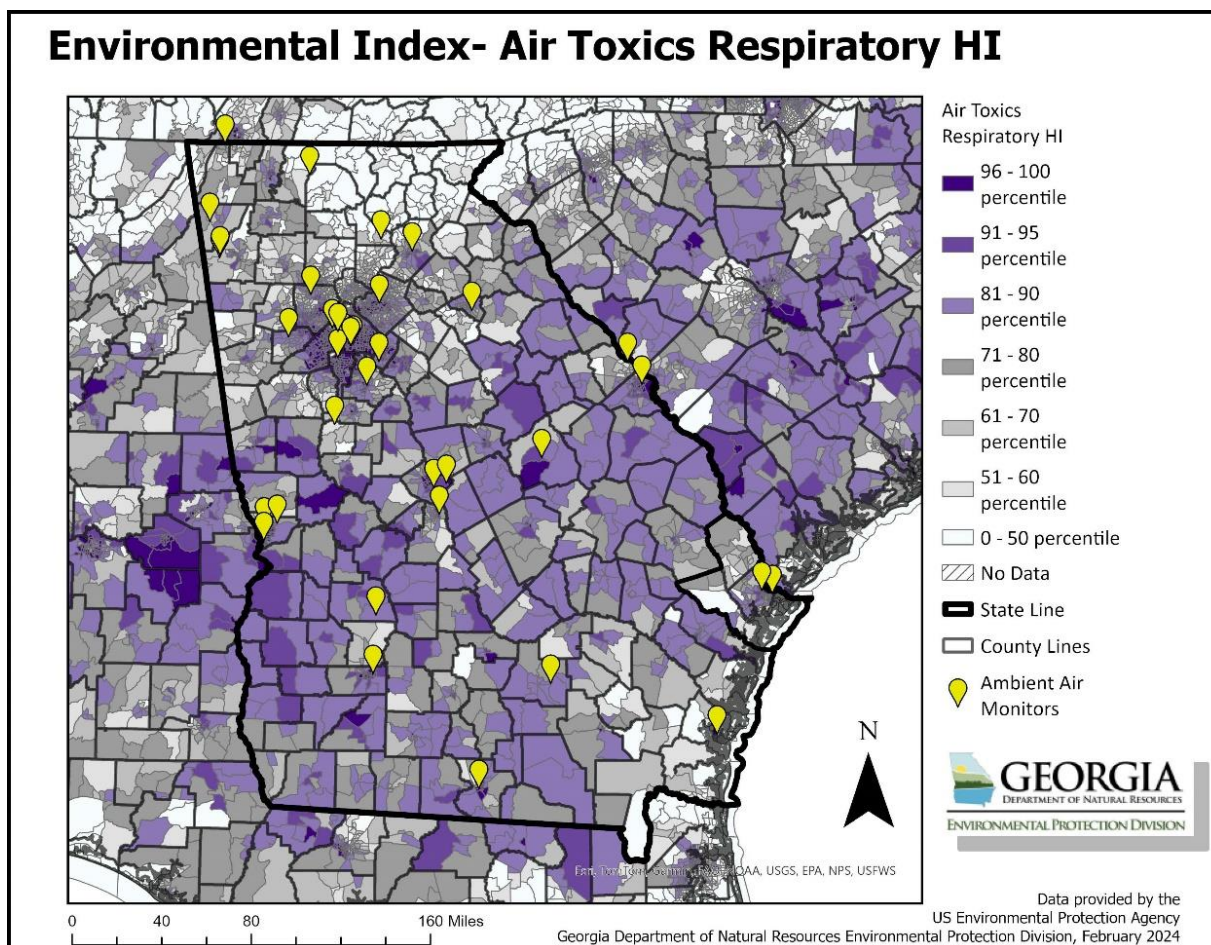 Environmental Index- Air Toxics Respiratory HI
Air Toxics
Respiratory HI
96 - 100
percentile
91 - 95
percentile
81 - 90
percentile
71 - 80
percentile
61 - 70
percentile
51 - 60
percentile
0 - 50 percentile
No Data
State Line
County Lines
Ambient Air
Monitors
N
GEORGIA
DEPARTMENT OF NATURAL RESOURCES
ENVIRONMENTAL PROTECTION DIVISION
Esri, USGS, EPA, NPS, USFWS
0 40 80 160 Miles
Data provided by the
US Environmental Protection Agency
Georgia Department of Natural Resources Environmental Protection Division, February 2024